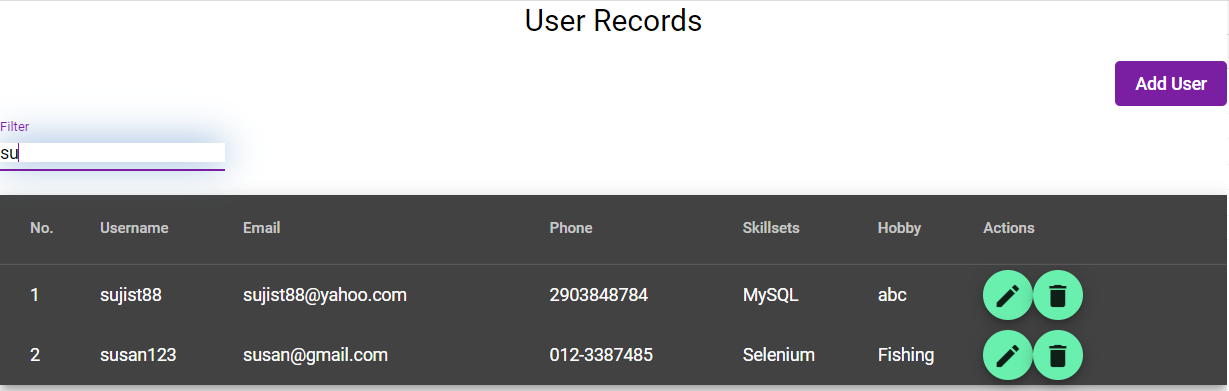 User Records
Add User
Filter
su
No. Username Email Phone Skillsets Hobby Actions
1 sujist88 sujist88@yahoo.com 2903848784 MySQL abc
2 susan123 susan@gmail.com 012-3387485 Selenium Fishing